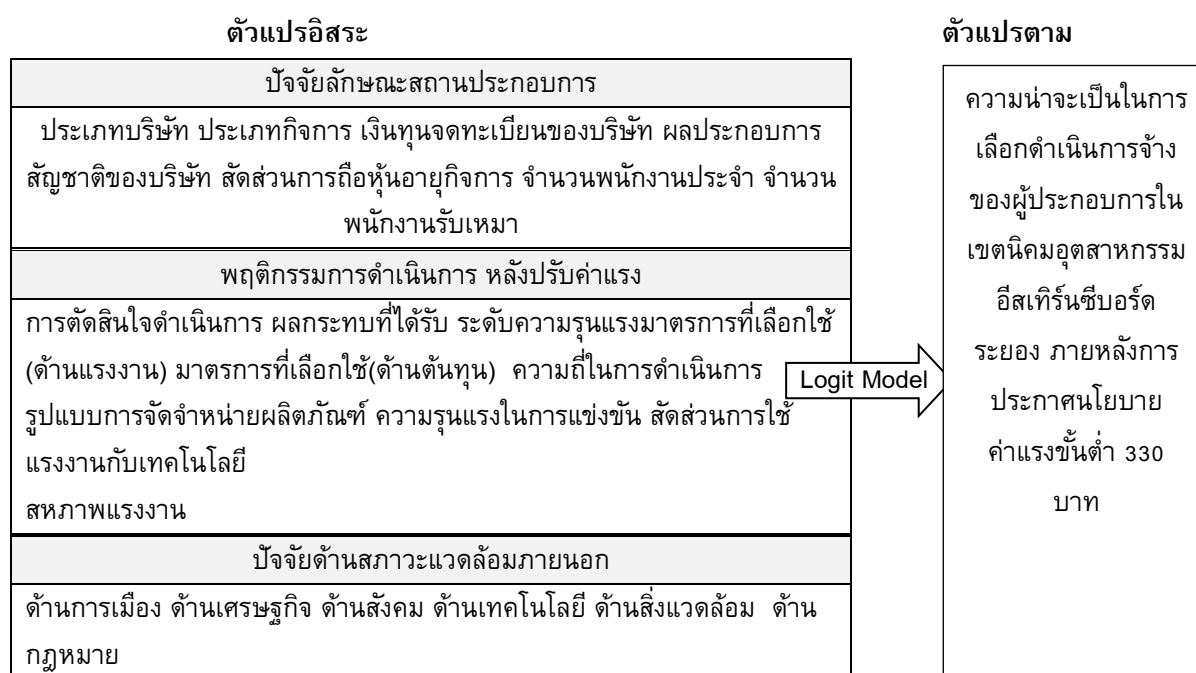 ตัวแปรอิสระ
ปัจจัยลักษณะสถานประกอบการ
ประเภทบริษัท ประเภทกิจการ เงินทุนจดทะเบียนของบริษัท ผลประกอบการ
สัญชาติของบริษัท สัดส่วนการถือหุ้นอายุกิจการ จำนวนพนักงานประจำ จำนวน
พนักงานรับเหมา
พฤติกรรมการดำเนินการ หลังปรับค่าแรง
การตัดสินใจดำเนินการ ผลกระทบที่ได้รับ ระดับความรุนแรงมาตรการที่เลือกใช้
(ด้านแรงงาน) มาตรการที่เลือกใช้(ด้านต้นทุน) ความถี่ในการดำเนินการ
รูปแบบการจัดจำหน่ายผลิตภัณฑ์ ความรุนแรงในการแข่งขัน สัดส่วนการใช้
แรงงานกับเทคโนโลยี
สหภาพแรงงาน
ปัจจัยด้านสภาวะแวดล้อมภายนอก
ด้านการเมือง ด้านเศรษฐกิจ ด้านสังคม ด้านเทคโนโลยี ด้านสิ่งแวดล้อม ด้าน
กฎหมาย
Logit Model
ตัวแปรตาม
ความน่าจะเป็นในการ
เลือกดำเนินการจ้าง
ของผู้ประกอบการใน
เขตนิคมอุตสาหกรรม
อีสเทิร์นซีบอร์ด
ระยอง ภายหลังการ
ประกาศนโยบาย
ค่าแรงขั้นต่ำ 330
บาท